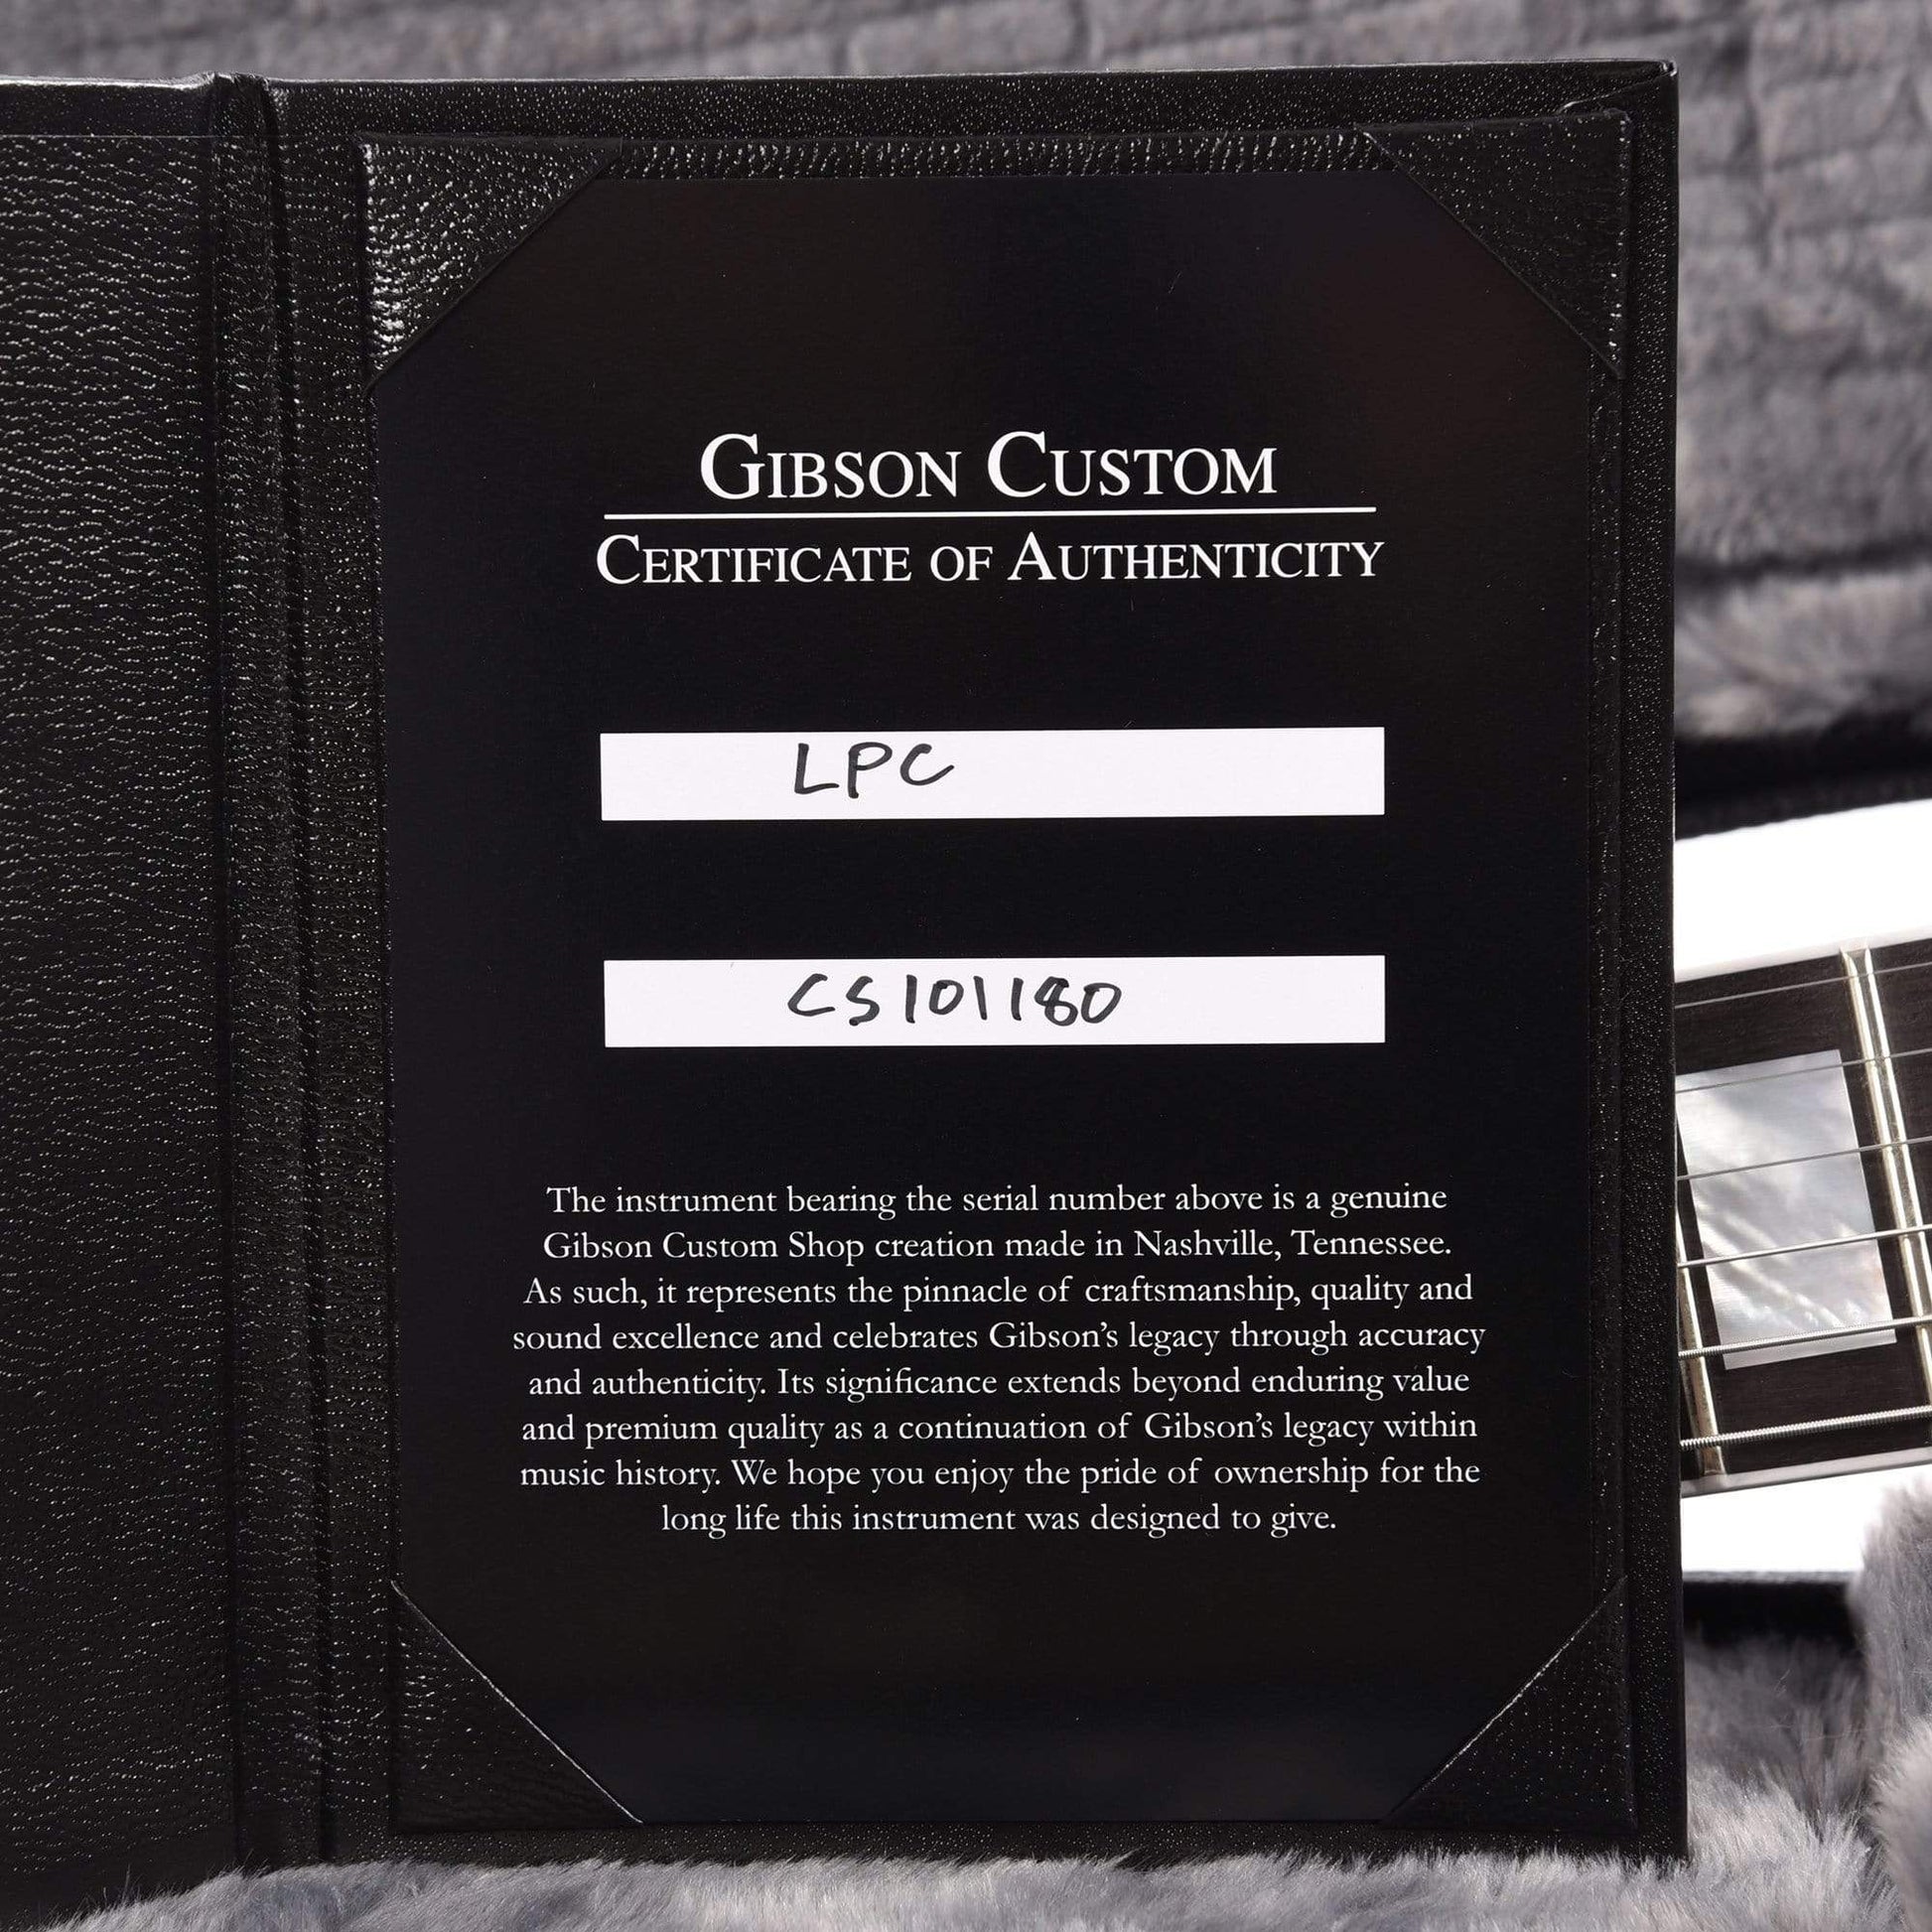 GIBSON CUSTOM
CERTIFICATE OF AUTHENTICITY
LPC
CS101180
The instrument bearing the serial number above is a genuine
Gibson Custom Shop creation made in Nashville, Tennessee.
As such, it represents the pinnacle of craftsmanship, quality and
sound excellence and celebrates Gibson’s legacy through accuracy
and authenticity. Its significance extends beyond enduring value
and premium quality as a continuation of Gibson’s legacy within
music history. We hope you enjoy the pride of ownership for the
long life this instrument was designed to give.